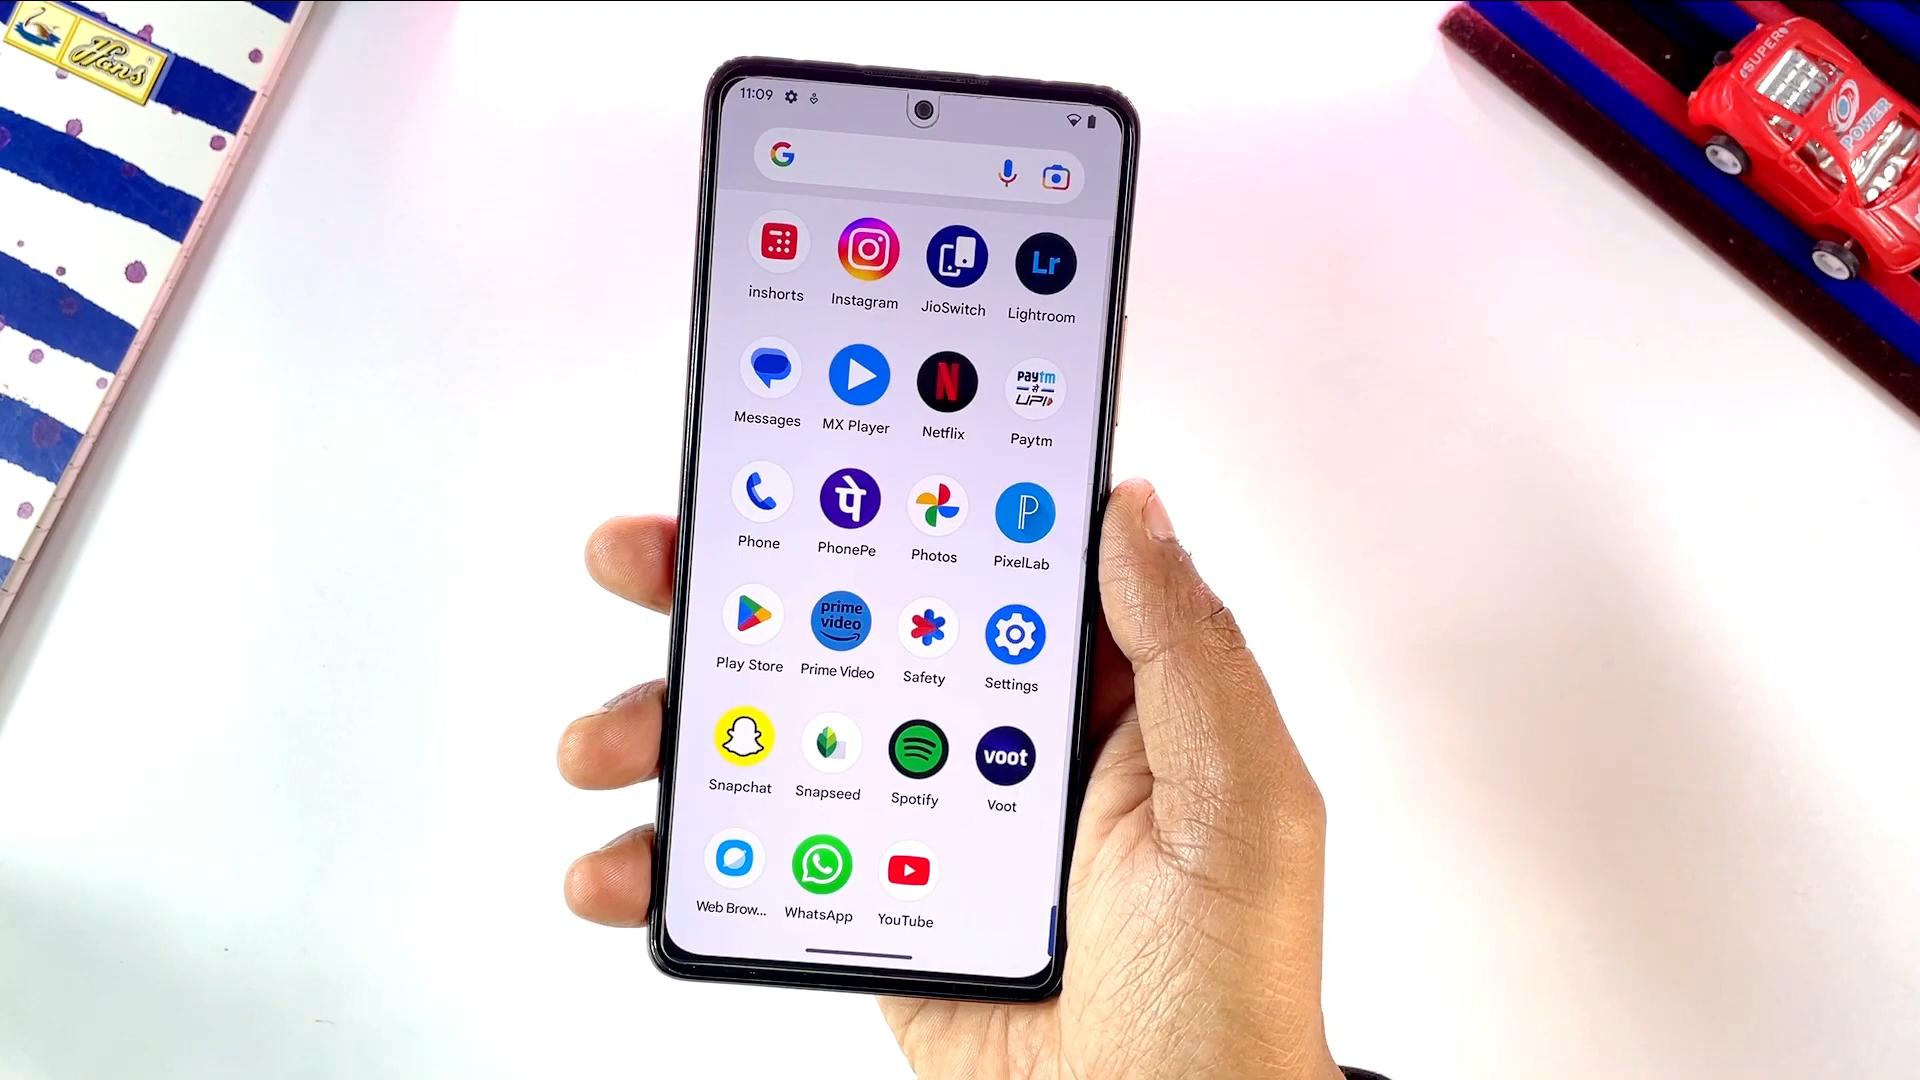 Hans
SUPER
POWER
11:09
inshorts
Instagram
JioSwitch
Lr
Lightroom
Messages
MX Player
N
Netflix
paytm
से
UPI
Paytm
Phone
पे
PhonePe
Photos
P
PixelLab
Play Store
prime
video
Prime Video
Safety
Settings
Snapchat
Snapseed
Spotify
voot
Voot
Web Brow...
WhatsApp
YouTube